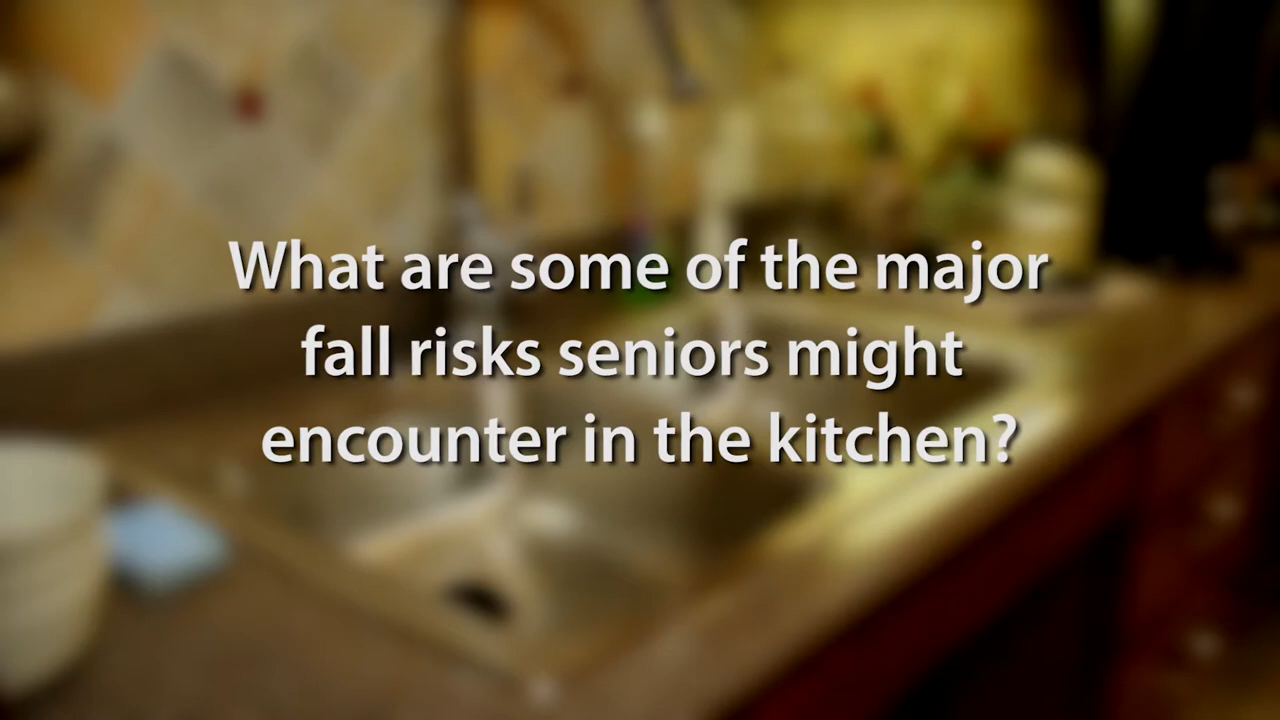 What are some of the major
fall risks seniors might
encounter in the kitchen?